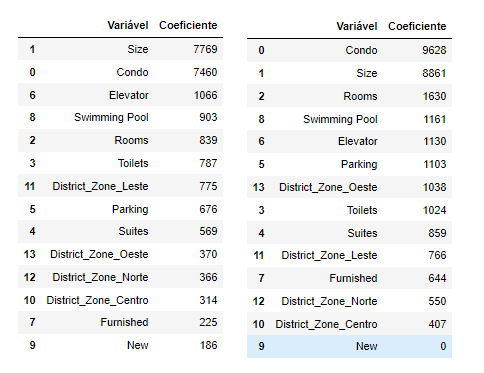 Variável Coeficiente
1 Size 7769
0 Condo 7460
6 Elevator 1066
8 Swimming Pool 903
2 Rooms 839
3 Toilets 787
11 District_Zone_Leste 775
5 Parking 676
4 Suites 569
13 District_Zone_Oeste 370
12 District_Zone_Norte 366
10 District_Zone_Centro 314
7 Furnished 225
9 New 186
Variável Coeficiente
0 Condo 9628
1 Size 8861
2 Rooms 1630
8 Swimming Pool 1161
6 Elevator 1130
5 Parking 1103
13 District_Zone_Oeste 1038
3 Toilets 1024
4 Suites 859
11 District_Zone_Leste 766
7 Furnished 644
12 District_Zone_Norte 550
10 District_Zone_Centro 407
9 New 0